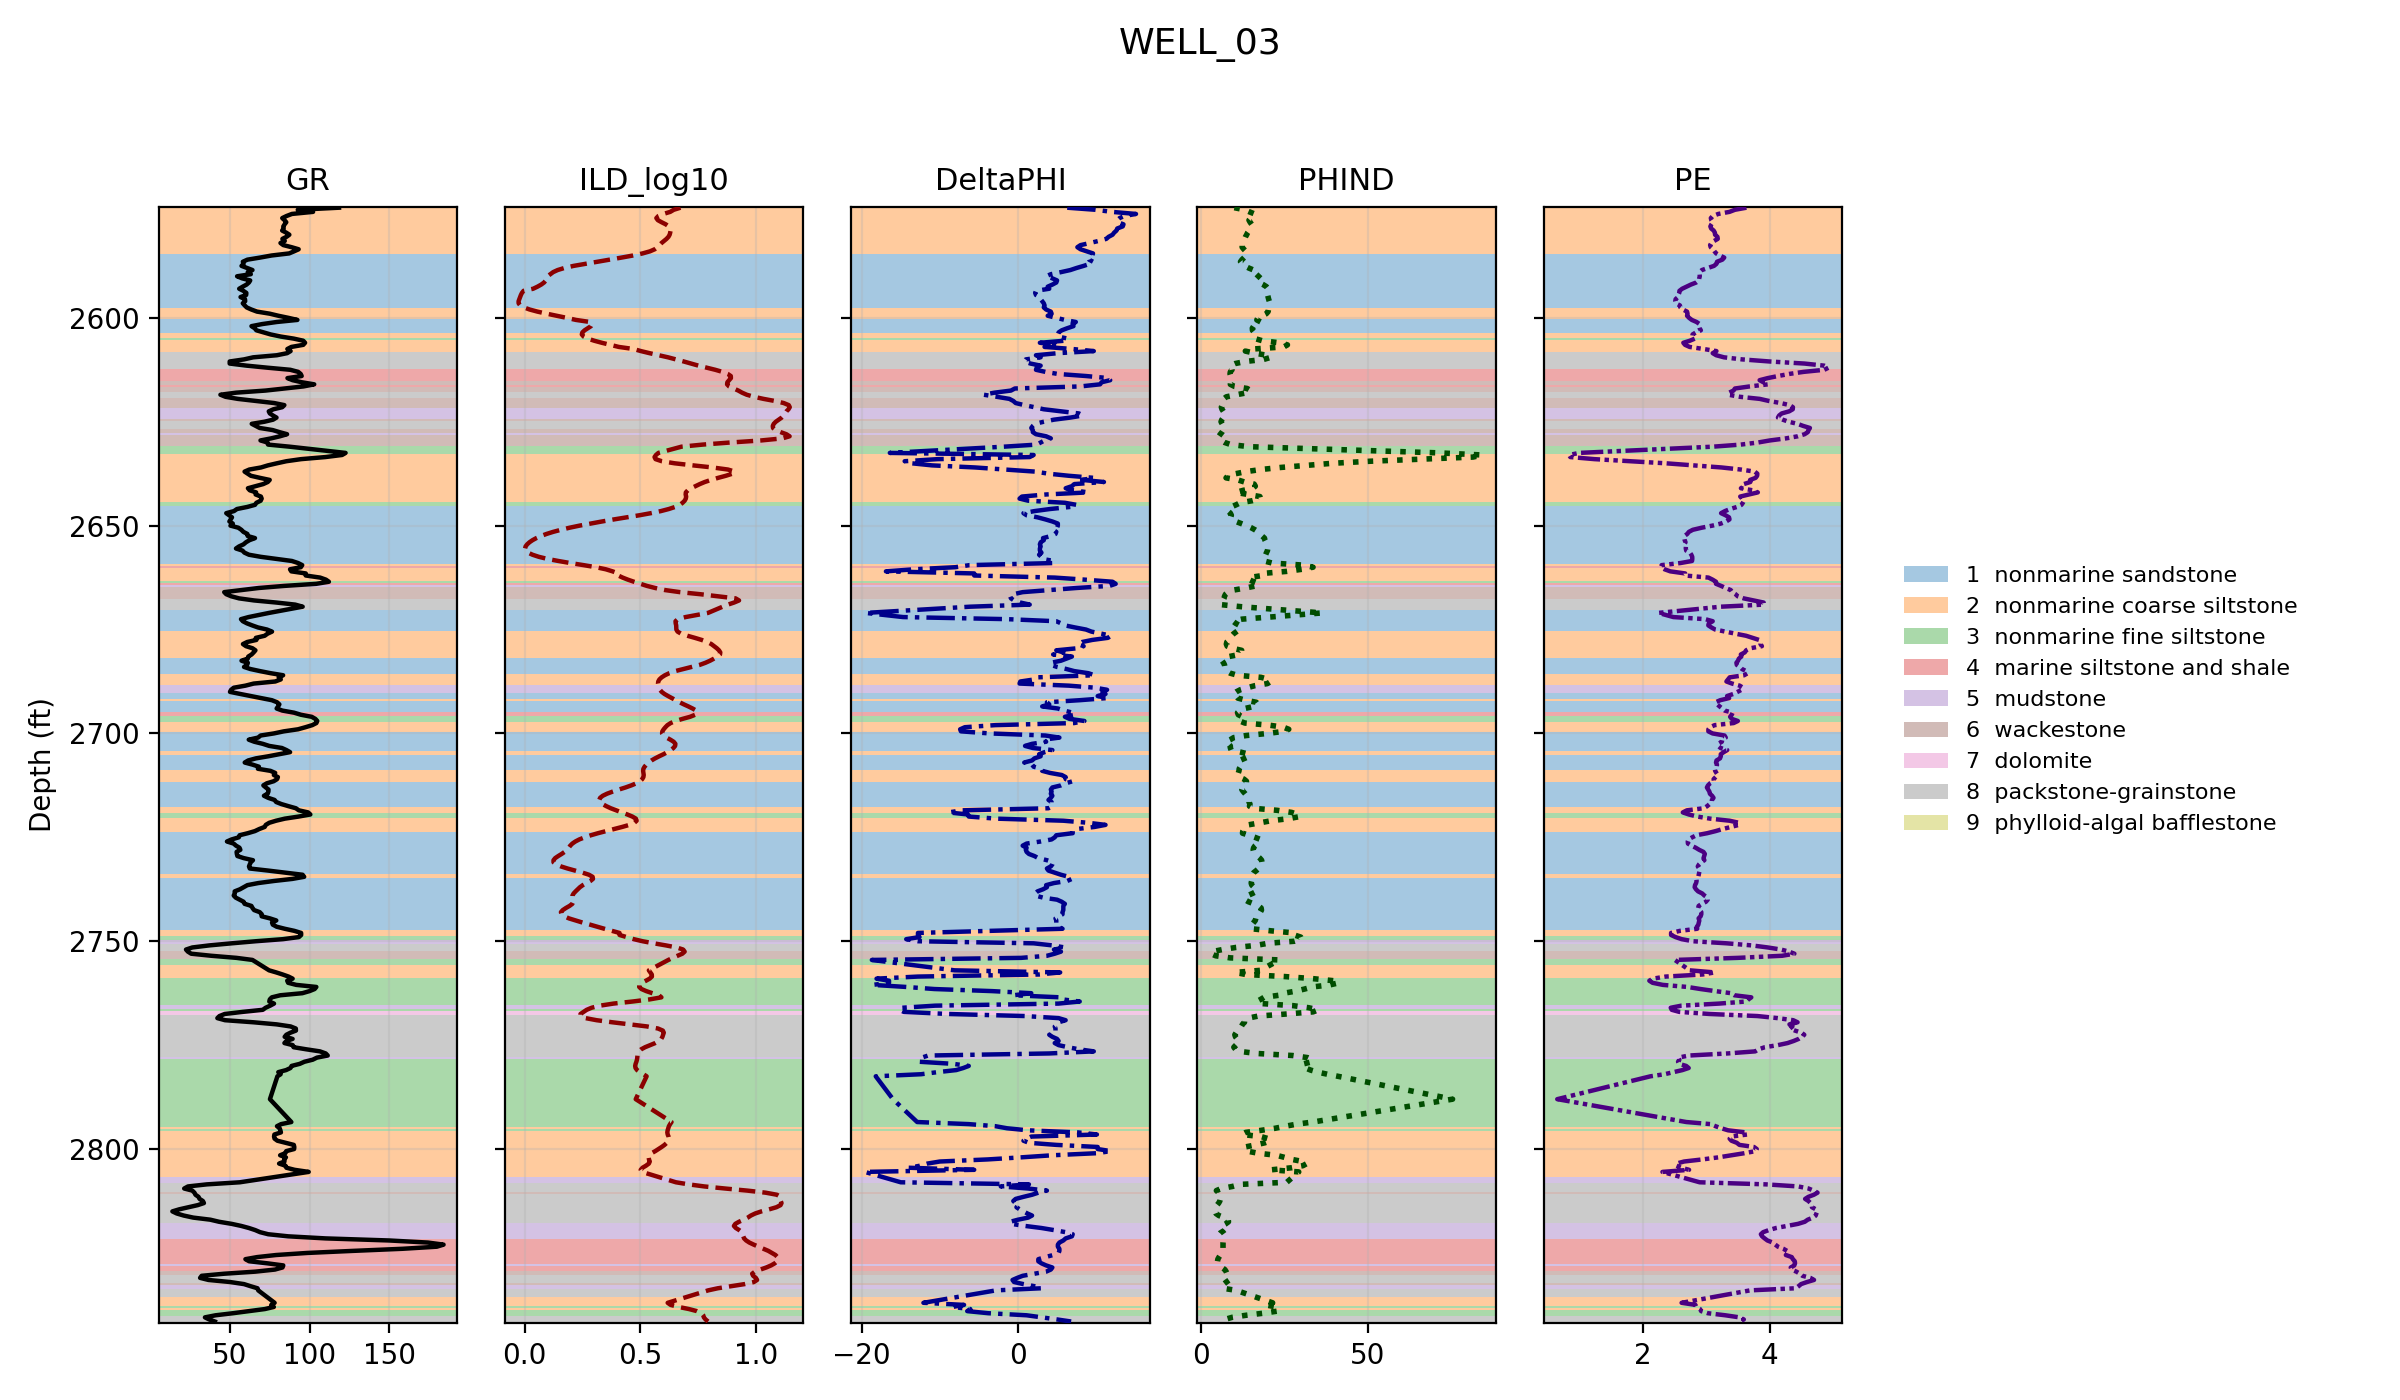 WELL_03
GR ILD_log10 DeltaPHI PHIND PE
Depth (ft)
2600
2650
2700
2750
2800
50 100 150 0.0 0.5 1.0 −20 0 0 50 2 4
1 nonmarine sandstone
2 nonmarine coarse siltstone
3 nonmarine fine siltstone
4 marine siltstone and shale
5 mudstone
6 wackestone
7 dolomite
8 packstone-grainstone
9 phylloid-algal bafflestone